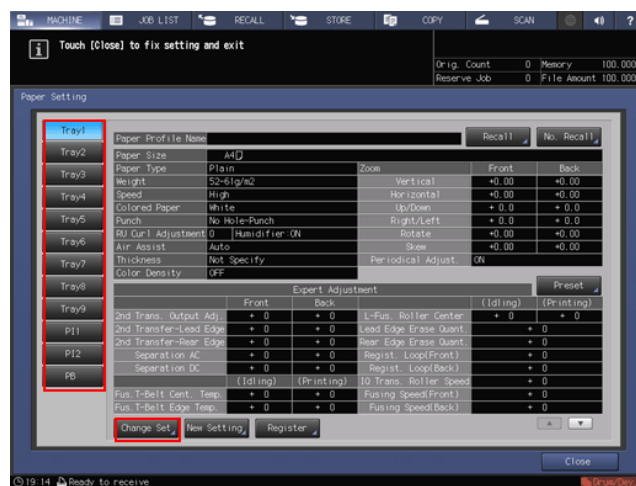 MACHINE JOB LIST RECALL STORE COPY SCAN ?
Touch [Close] to fix setting and exit
Orig. Count 0 Memory 100.000
Reserve Job 0 File Amount 100.000
Paper Setting
Tray1
Tray2
Tray3
Tray4
Tray5
Tray6
Tray7
Tray8
Tray9
PI1
PI2
PB
Paper Profile Name Recall No. Recall
Paper Size A4
Paper Type Plain Zoom Front Back
Weight 52-61g/m2 Vertical +0.00 +0.00
Speed High Horizontal +0.00 +0.00
Colored Paper White Up/Down + 0.0 + 0.0
Punch No Hole-Punch Right/Left + 0.0 + 0.0
RU Curl Adjustment 0 Humidifier:ON Rotate +0.00 +0.00
Air Assist Auto Skew +0.00 +0.00
Thickness Not Specify Periodical Adjust. ON
Color Density OFF
Expert Adjustment Preset
Front Back (Idling) (Printing)
2nd Trans. Output Adj. + 0 + 0 L-Fus. Roller Center + 0 + 0
2nd Transfer-Lead Edge + 0 + 0 Lead Edge Erase Quant. + 0
2nd Transfer-Rear Edge + 0 + 0 Rear Edge Erase Quant. + 0
Separation AC + 0 + 0 Regist. Loop(Front) + 0
Separation DC + 0 + 0 Regist. Loop(Back) + 0
(Idling) (Printing) IQ Trans. Roller Speed + 0
Fus.T-Belt Cent. Temp. + 0 + 0 Fusing Speed(Front) + 0
Fus.T-Belt Edge Temp. + 0 + 0 Fusing Speed(Back) + 0
Change Set New Setting Register
Close
19:14 Ready to receive Drum/Dev